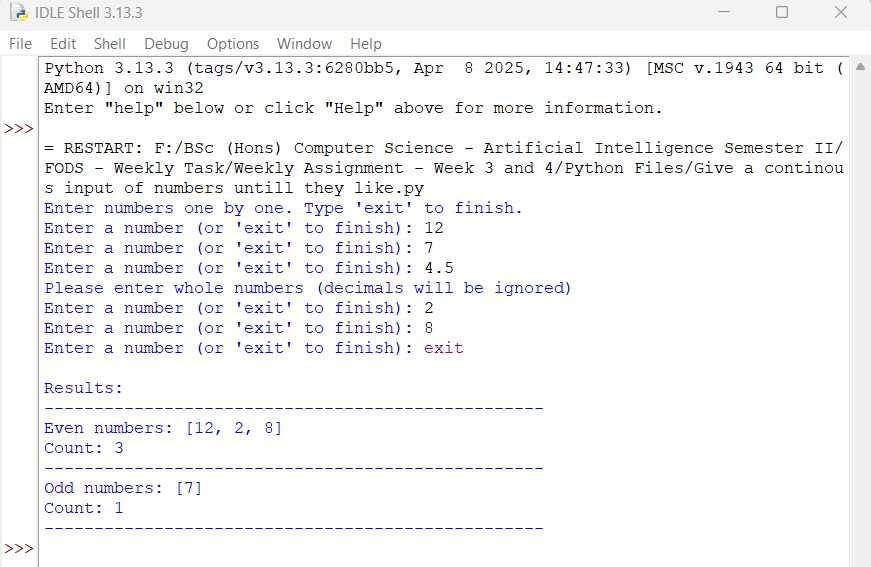 IDLE Shell 3.13.3
File Edit Shell Debug Options Window Help
Python 3.13.3 (tags/v3.13.3:6280bb5, Apr  8 2025, 14:47:33) [MSC v.1943 64 bit (
AMD64)] on win32
Enter "help" below or click "Help" above for more information.
>>>
= RESTART: F:/BSc (Hons) Computer Science - Artificial Intelligence Semester II/
FODS - Weekly Task/Weekly Assignment - Week 3 and 4/Python Files/Give a continou
s input of numbers untill they like.py
Enter numbers one by one. Type 'exit' to finish.
Enter a number (or 'exit' to finish): 12
Enter a number (or 'exit' to finish): 7
Enter a number (or 'exit' to finish): 4.5
Please enter whole numbers (decimals will be ignored)
Enter a number (or 'exit' to finish): 2
Enter a number (or 'exit' to finish): 8
Enter a number (or 'exit' to finish): exit
Results:
--------------------------------------------------
Even numbers: [12, 2, 8]
Count: 3
--------------------------------------------------
Odd numbers: [7]
Count: 1
--------------------------------------------------
>>>